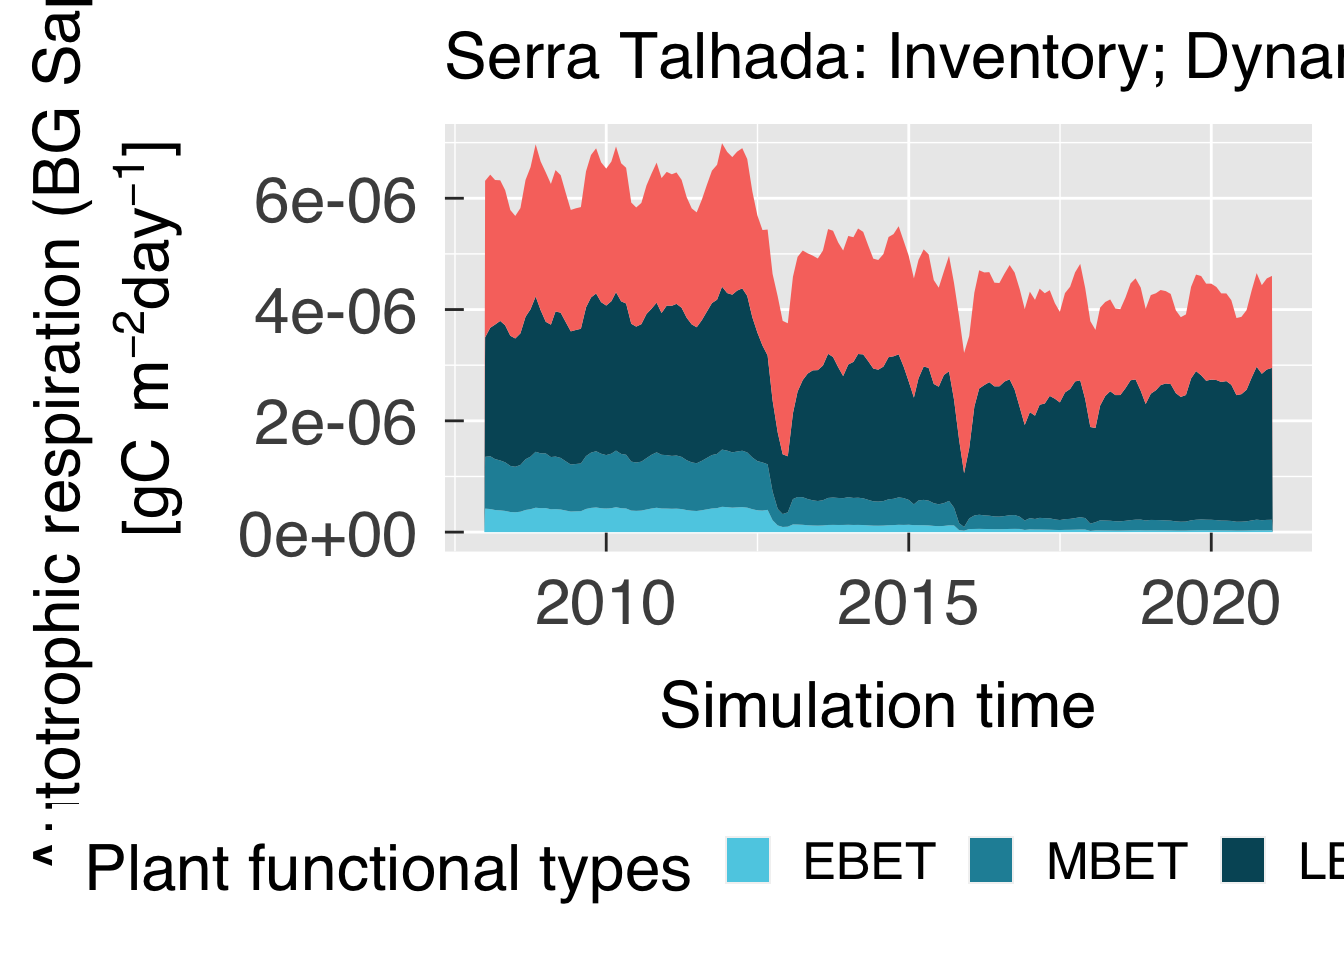 Serra Talhada: Inventory; Dynar
totrophic respiration (BG Sap
[gC m⁻²day⁻¹]
6e-06
4e-06
2e-06
0e+00
2010 2015 2020
Simulation time
Plant functional types EBET MBET LE